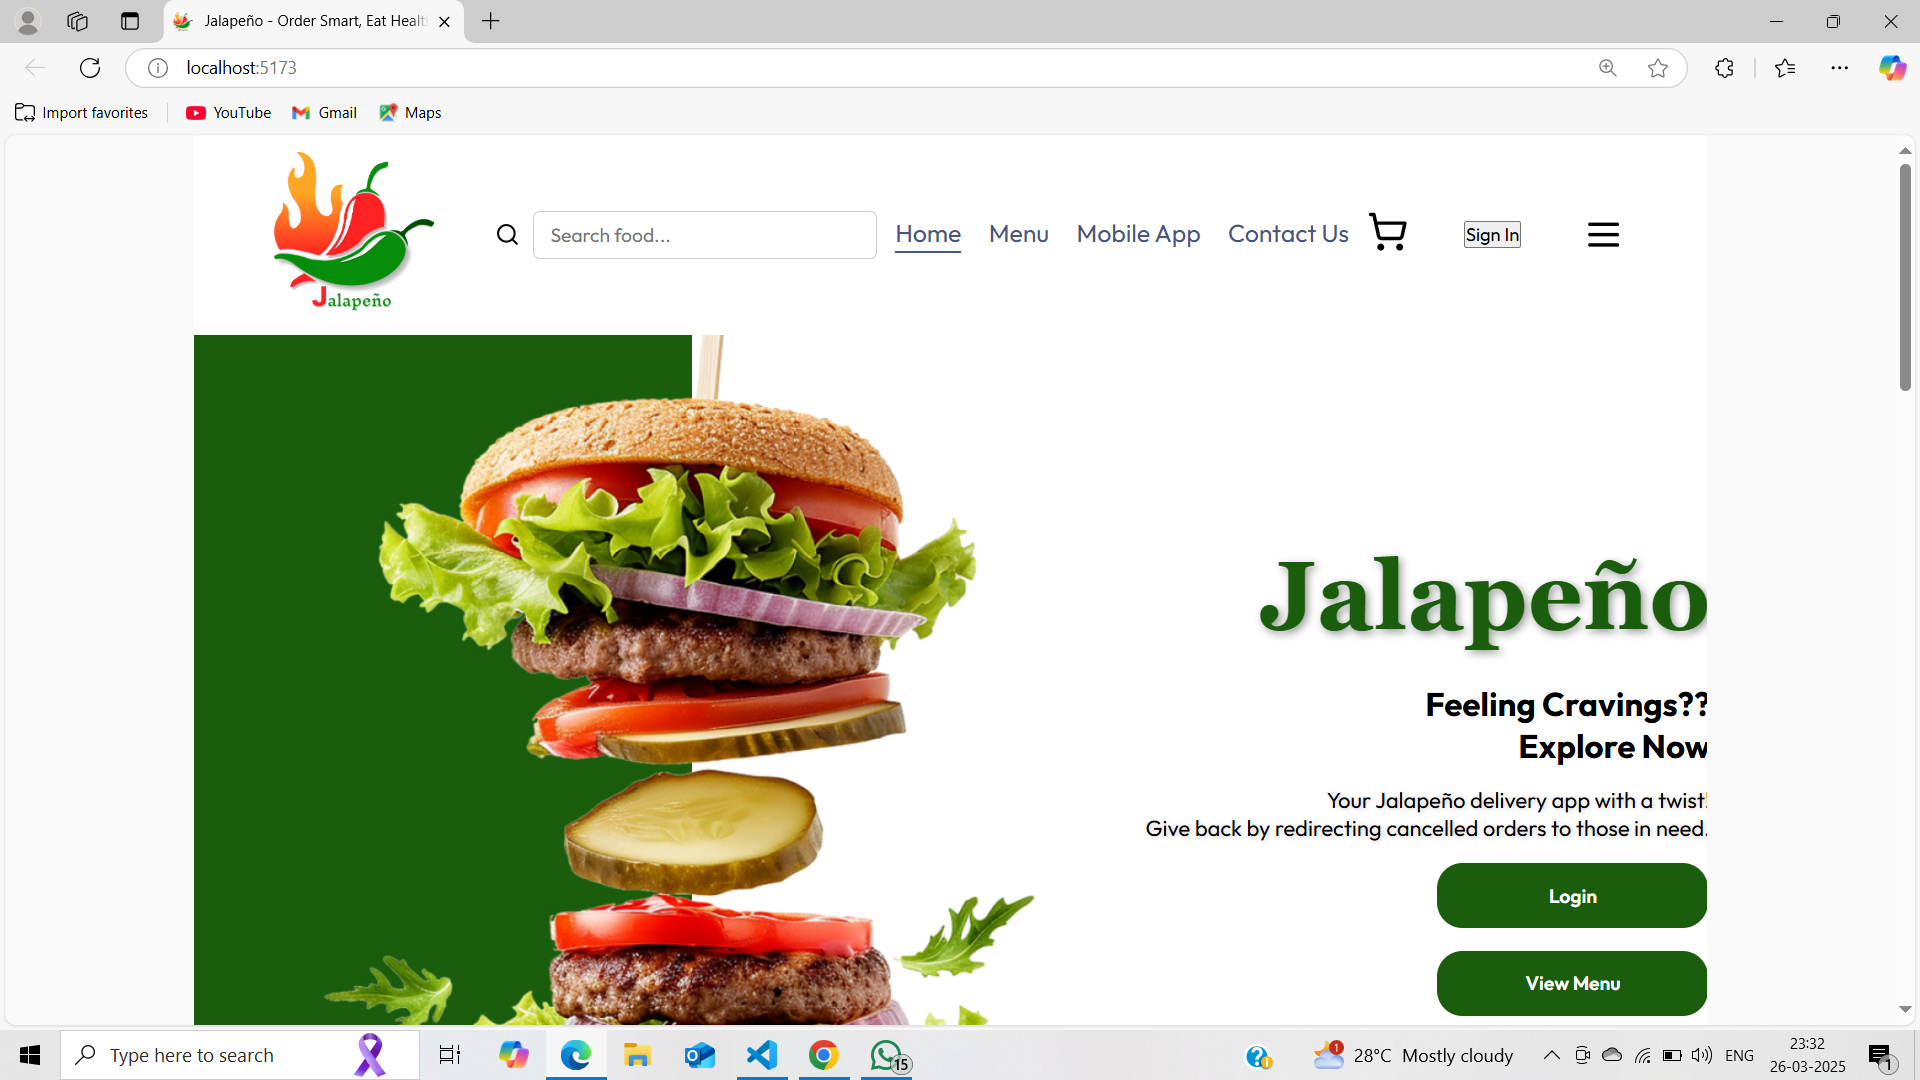 Jalapeño - Order Smart, Eat Healt
localhost:5173
Import favorites
YouTube
Gmail
Maps
Jalapeño
Search food...
Home
Menu
Mobile App
Contact Us
Sign In
Jalapeño
Feeling Cravings??
Explore Now
Your Jalapeño delivery app with a twist!
Give back by redirecting cancelled orders to those in need.
Login
View Menu
Type here to search
15
1
28°C Mostly cloudy
ENG
23:32
26-03-2025
1